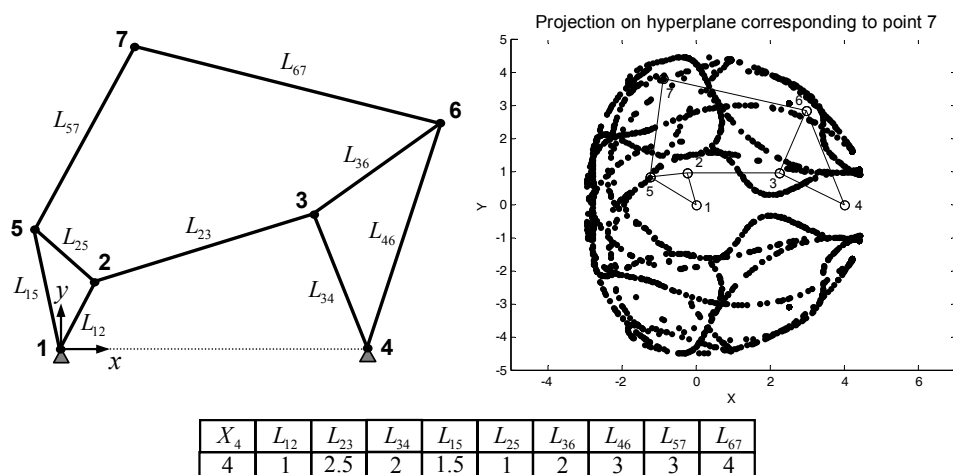 7
L67
L57
6
L36
3
5
L25
L23
L46
2
L15
L34
y
L12
1
x
4
Projection on hyperplane corresponding to point 7
5
4
3
2
1
0
-1
-2
-3
-4
-5
Y
7
6
2
3
5
1
4
-4
-2
0
2
4
6
X
X4 L12 L23 L34 L15 L25 L36 L46 L57 L67
4 1 2.5 2 1.5 1 2 3 3 4